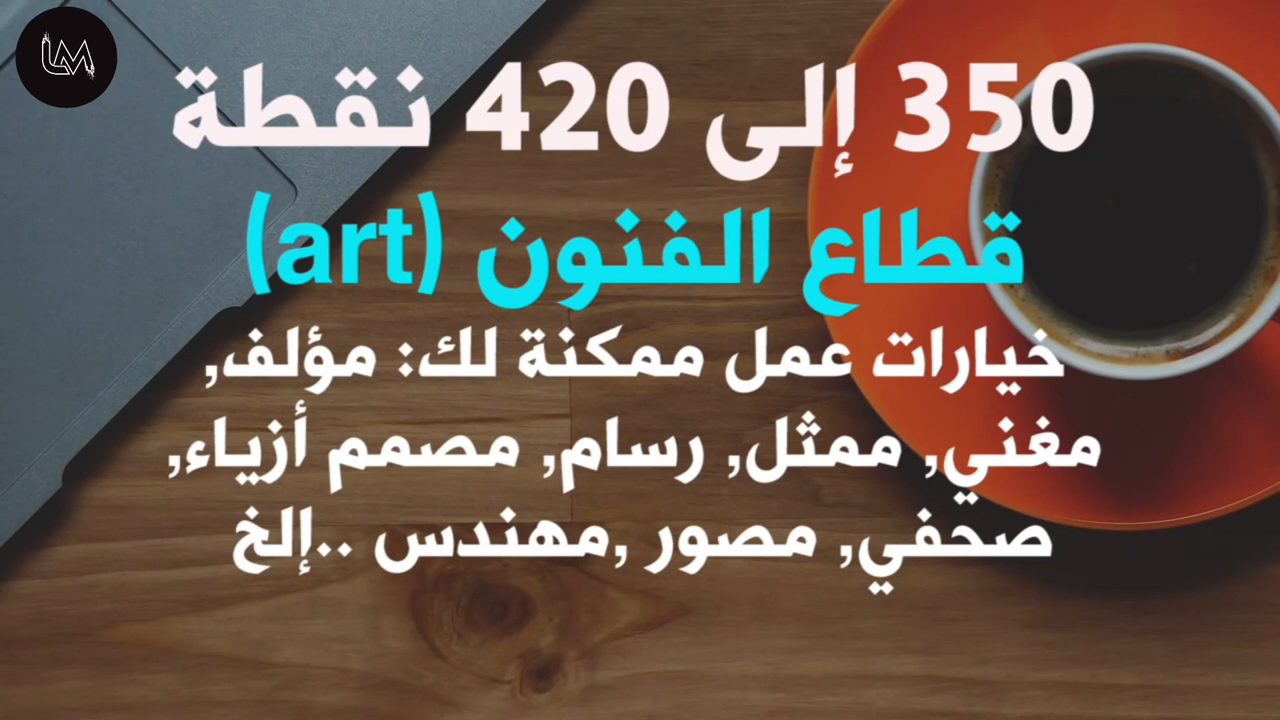 LM
350 إلى 420 نقطة
قطاع الفنون (art)
خيارات عمل ممكنة لك: مؤلف,
مغني, ممثل, رسام, مصمم أزياء,
صحفي, مصور ,مهندس ..إلخ